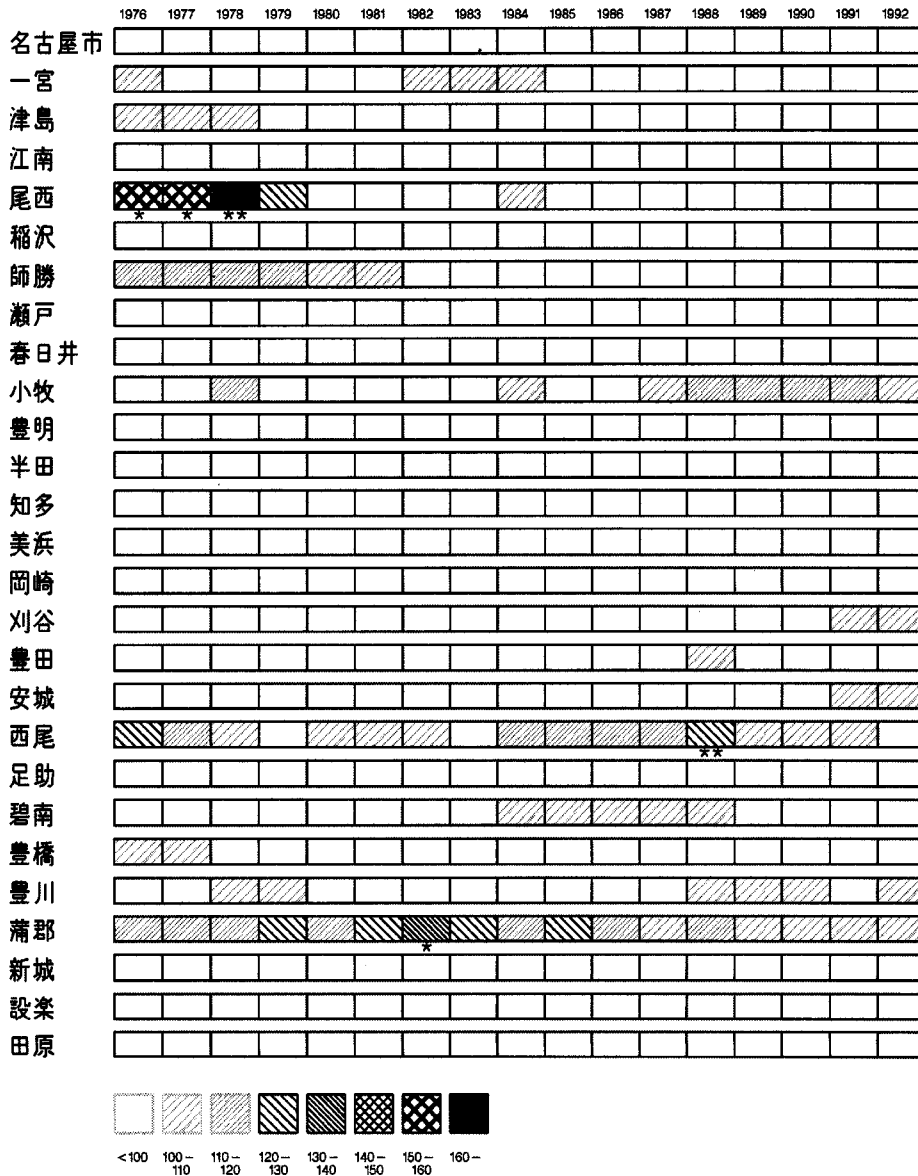 1976 1977 1978 1979 1980 1981 1982 1983 1984 1985 1986 1987 1988 1989 1990 1991 1992
名古屋市
一宮
津島
江南
尾西
* * **
稲沢
師勝
瀬戸
春日井
小牧
豊明
半田
知多
美浜
岡崎
刈谷
豊田
安城
西尾
**
足助
碧南
豊橋
豊川
蒲郡
*
新城
設楽
田原
<100 100-110 110-120 120-130 130-140 140-150 150-160 160-